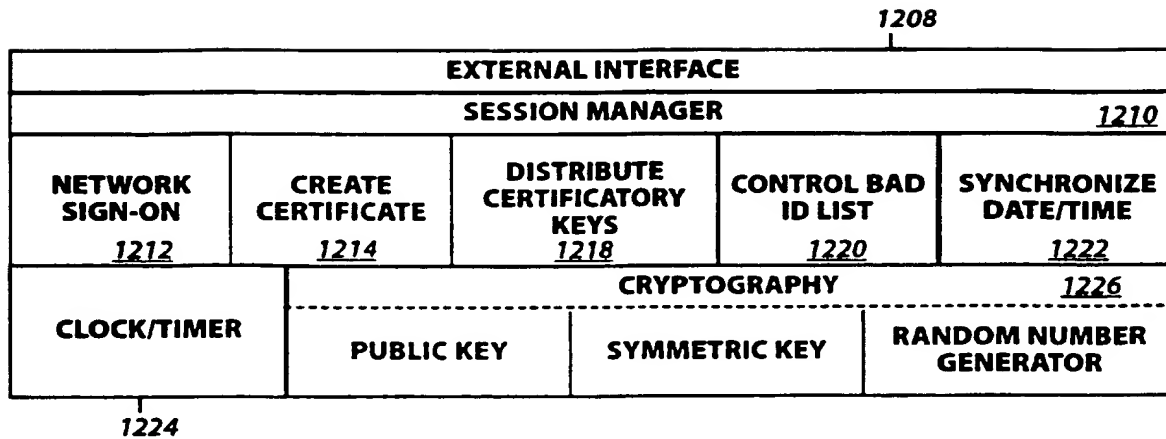 1208
EXTERNAL INTERFACE
SESSION MANAGER 1210
NETWORK
SIGN-ON
1212
CREATE
CERTIFICATE
1214
DISTRIBUTE
CERTIFICATORY
KEYS
1218
CONTROL BAD
ID LIST
1220
SYNCHRONIZE
DATE/TIME
1222
CLOCK/TIMER
CRYPTOGRAPHY 1226
PUBLIC KEY
SYMMETRIC KEY
RANDOM NUMBER
GENERATOR
1224